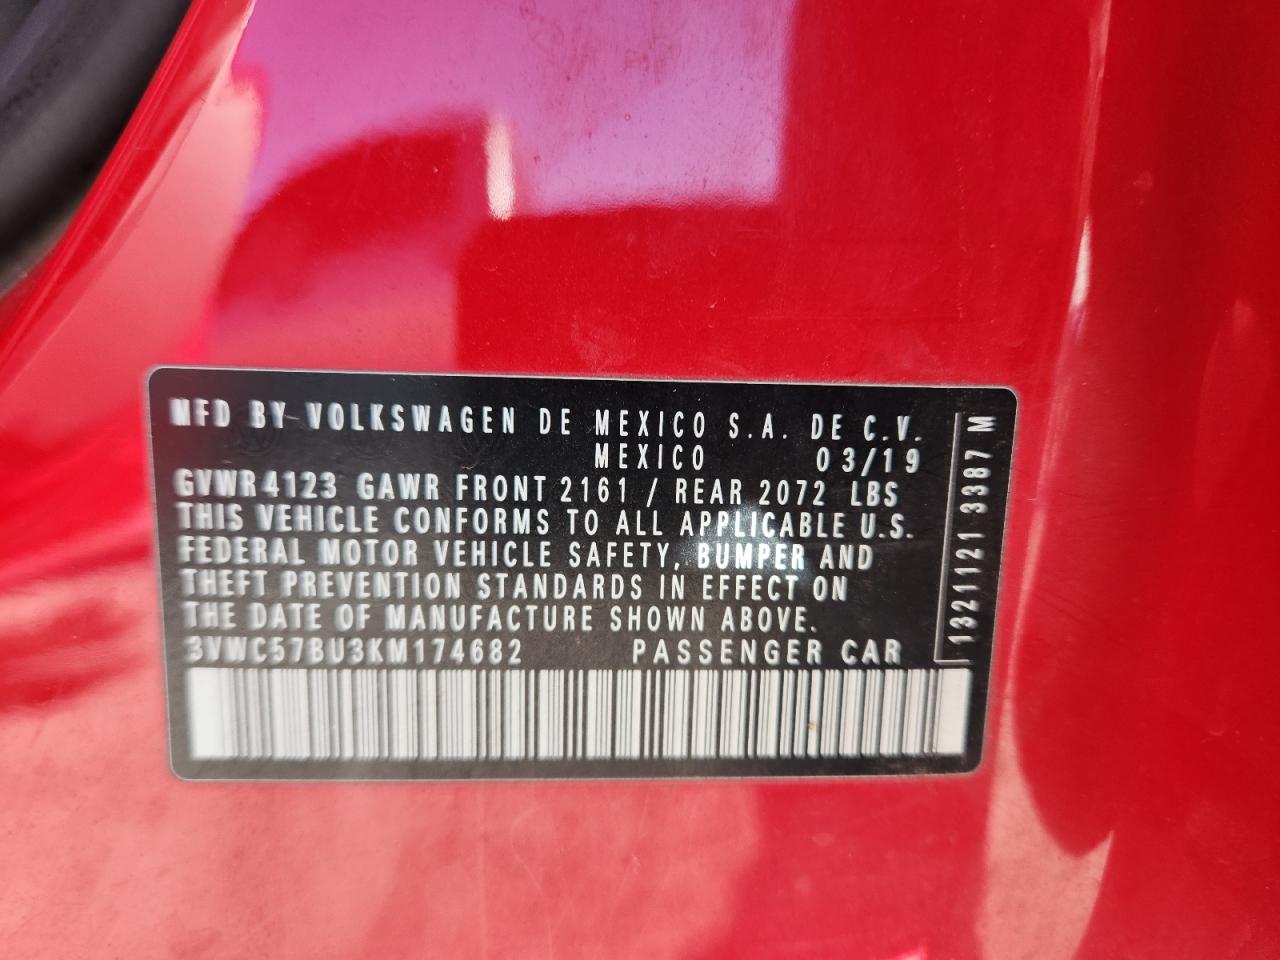 MFD BY VOLKSWAGEN DE MEXICO S.A. DE C.V.
MEXICO 03/19
GVWR 4123 GAWR FRONT 2161 / REAR 2072 LBS
THIS VEHICLE CONFORMS TO ALL APPLICABLE U.S.
FEDERAL MOTOR VEHICLE SAFETY, BUMPER AND
THEFT PREVENTION STANDARDS IN EFFECT ON
THE DATE OF MANUFACTURE SHOWN ABOVE.
3VWC57BU3KM174682 PASSENGER CAR
1321121 3387 M